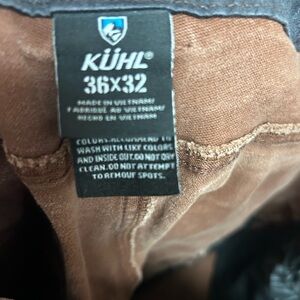 KÜHL®
36X32
MADE IN VIETNAM/
FABRIQUÉ AU VIETNAM/
HECHO EN VIETNAM
COLORS. RECOMMEND TO
WASH WITH LIKE COLORS
AND INSIDE OUT. DO NOT DRY
CLEAN. DO NOT ATTEMPT
TO REMOVE SPOTS.